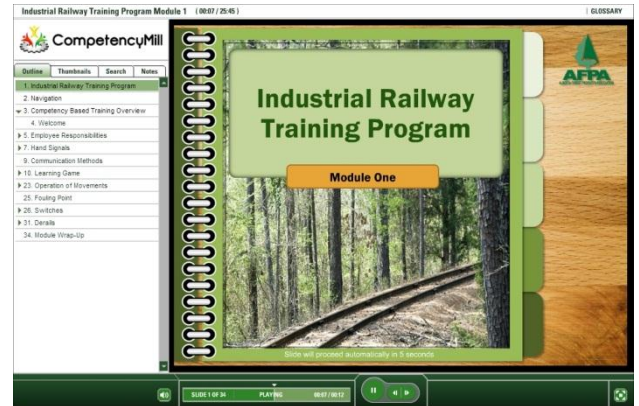 Industrial Railway Training Program Module 1 ( 00:07 / 25:45 )
GLOSSARY
CompetencyMill
Outline Thumbnails Search Notes
1. Industrial Railway Training Program
2. Navigation
3. Competency Based Training Overview
4. Welcome
5. Employee Responsibilities
7. Hand Signals
9. Communication Methods
10. Learning Game
23. Operation of Movements
25. Fouling Point
26. Switches
31. Derails
34. Module Wrap-Up
Industrial Railway
Training Program
Module One
Slide will proceed automatically in 5 seconds
AFPA
SLIDE 1 OF 34 PLAYING 00:07 / 00:12